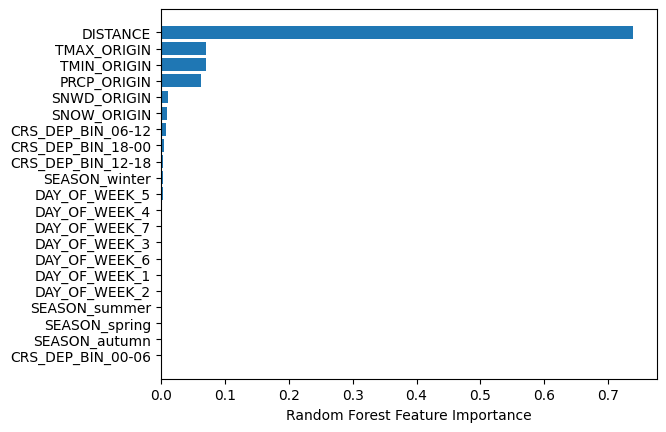 DISTANCE
TMAX_ORIGIN
TMIN_ORIGIN
PRCP_ORIGIN
SNWD_ORIGIN
SNOW_ORIGIN
CRS_DEP_BIN_06-12
CRS_DEP_BIN_18-00
CRS_DEP_BIN_12-18
SEASON_winter
DAY_OF_WEEK_5
DAY_OF_WEEK_4
DAY_OF_WEEK_7
DAY_OF_WEEK_3
DAY_OF_WEEK_6
DAY_OF_WEEK_1
DAY_OF_WEEK_2
SEASON_summer
SEASON_spring
SEASON_autumn
CRS_DEP_BIN_00-06
0.0 0.1 0.2 0.3 0.4 0.5 0.6 0.7
Random Forest Feature Importance